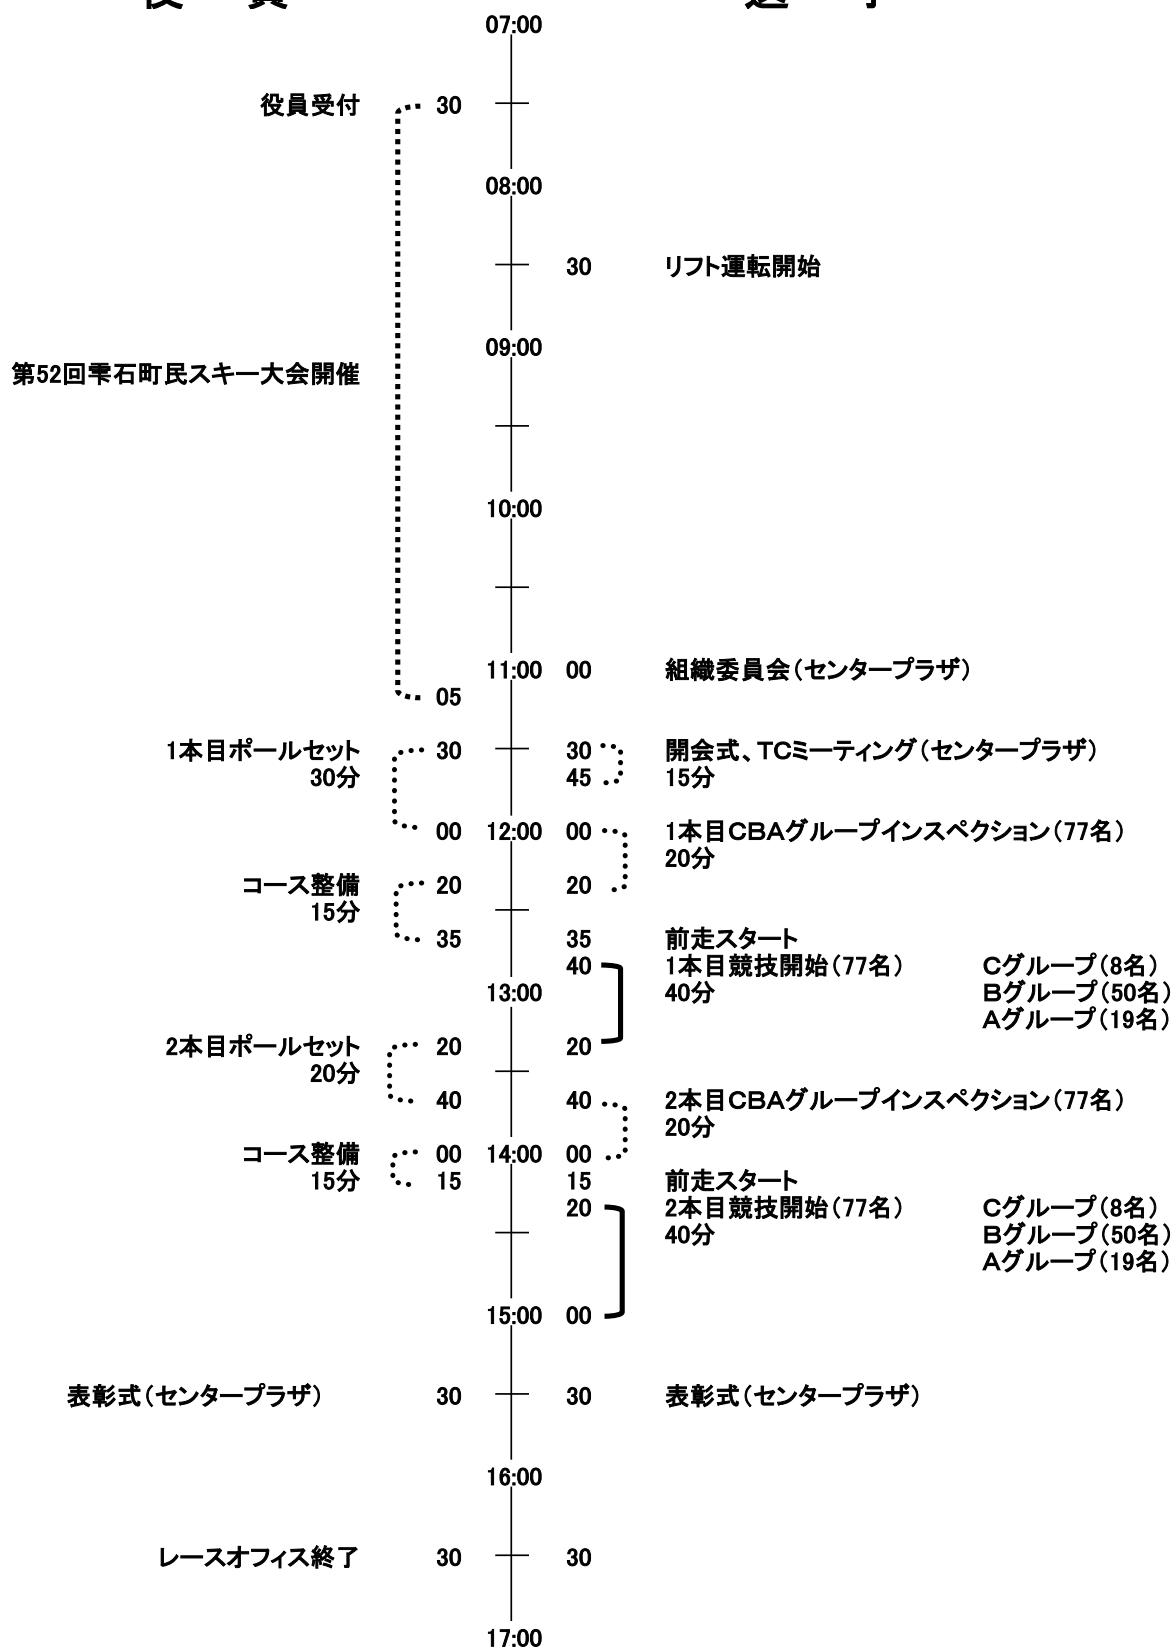 07:00
役員受付 30
08:00
30 リフト運転開始
09:00
第52回雫石町民スキー大会開催
10:00
11:00 00 組織委員会（センタープラザ）
05
1本目ポールセット 30 30 開会式、TCミーティング（センタープラザ）
30分 45 15分
00 12:00 00 1本目CBAグループインスペクション（77名）
20分
コース整備 20 20
15分
35 35 前走スタート
40 1本目競技開始（77名） Cグループ（8名）
13:00 40分 Bグループ（50名）
Aグループ（19名）
2本目ポールセット 20 20
20分
40 40 2本目CBAグループインスペクション（77名）
20分
コース整備 00 14:00 00
15分 15 15 前走スタート
20 2本目競技開始（77名） Cグループ（8名）
40分 Bグループ（50名）
Aグループ（19名）
15:00 00
表彰式（センタープラザ） 30 30 表彰式（センタープラザ）
16:00
レースオフィス終了 30 30
17:00